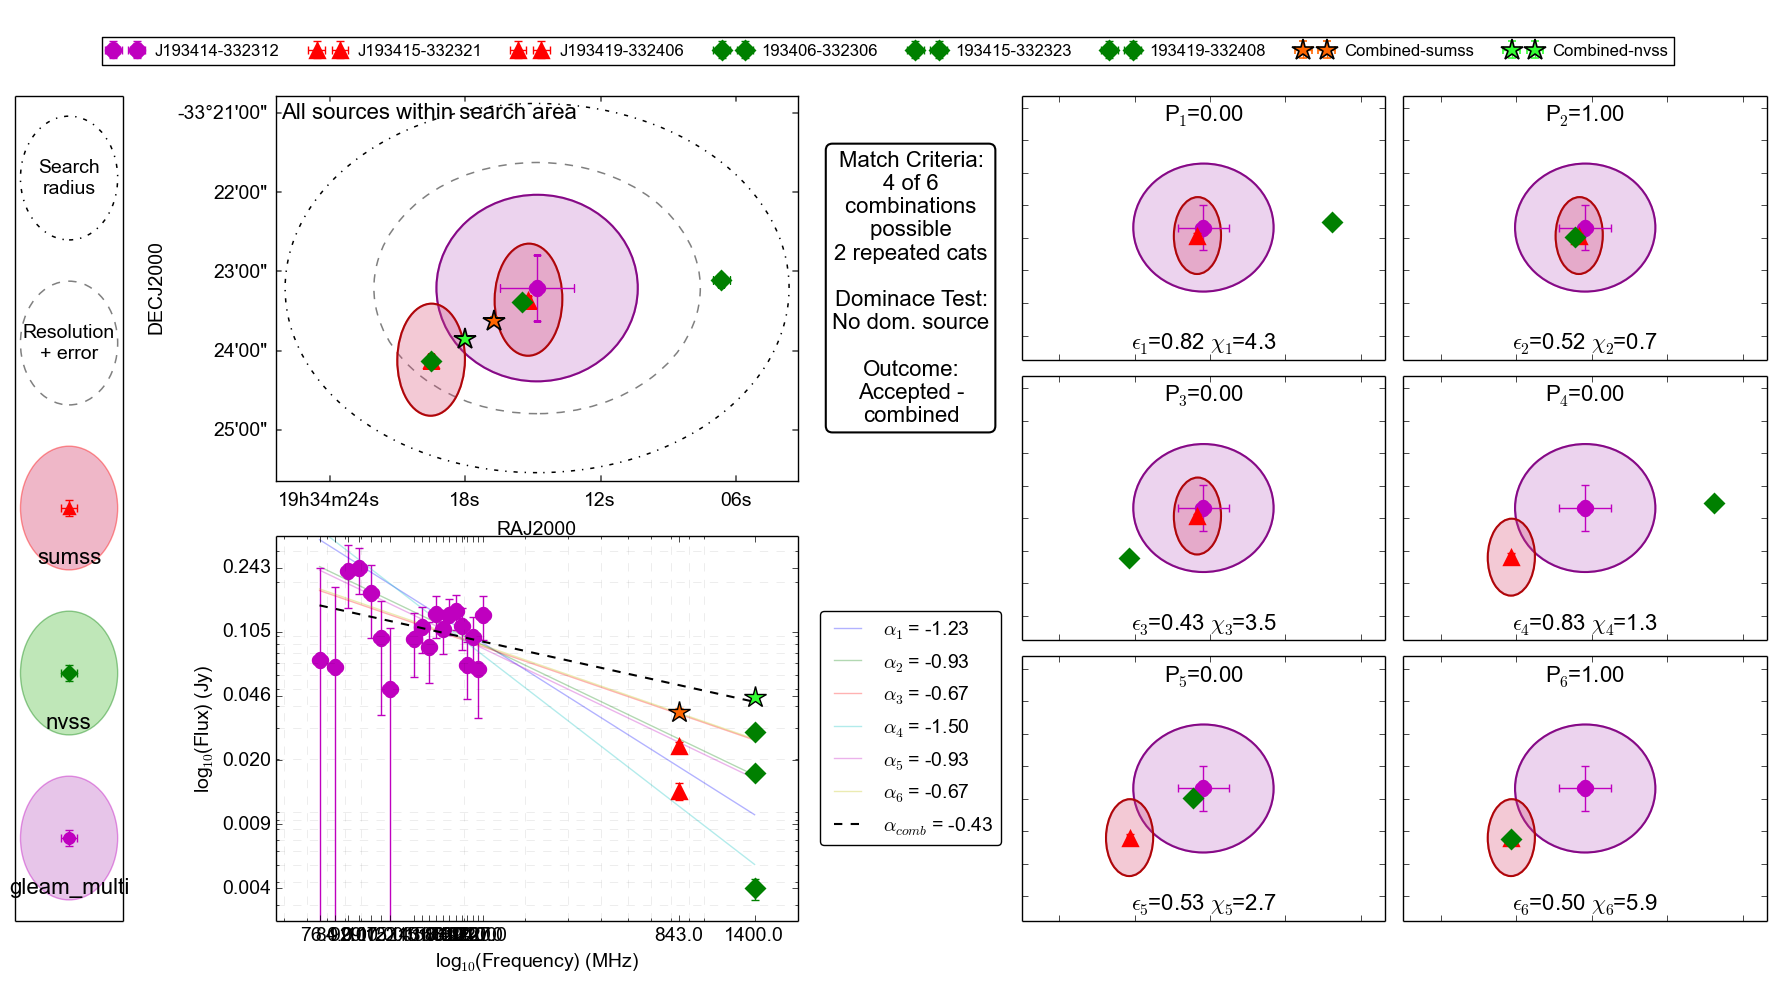 J193414-332312 J193415-332321 J193419-332406 193406-332306 193415-332323 193419-332408 Combined-sumss Combined-nvss
Search
radius
Resolution
+ error
sumss
nvss
gleam_multi
All sources within search area
DECJ2000
-33°21'00"
22'00"
23'00"
24'00"
25'00"
19h34m24s 18s 12s 06s
RAJ2000
Match Criteria:
4 of 6
combinations
possible
2 repeated cats
Dominace Test:
No dom. source
Outcome:
Accepted -
combined
log10(Flux) (Jy)
0.243
0.105
0.046
0.020
0.009
0.004
843.0 1400.0
log10(Frequency) (MHz)
α1 = -1.23
α2 = -0.93
α3 = -0.67
α4 = -1.50
α5 = -0.93
α6 = -0.67
αcomb = -0.43
P1=0.00
ϵ1=0.82 χ1=4.3
P2=1.00
ϵ2=0.52 χ2=0.7
P3=0.00
ϵ3=0.43 χ3=3.5
P4=0.00
ϵ4=0.83 χ4=1.3
P5=0.00
ϵ5=0.53 χ5=2.7
P6=1.00
ϵ6=0.50 χ6=5.9